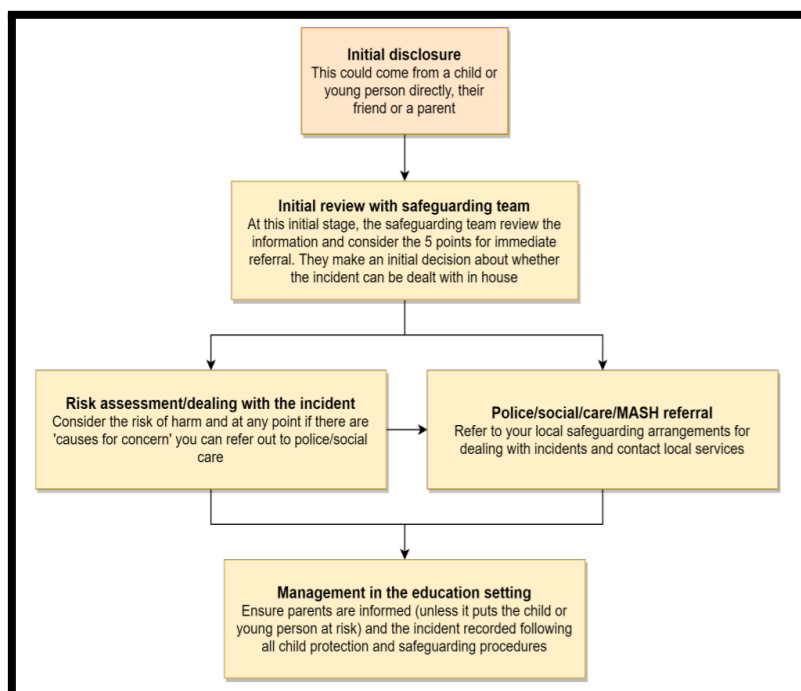 Initial disclosure
This could come from a child or
young person directly, their
friend or a parent
Initial review with safeguarding team
At this initial stage, the safeguarding team review the
information and consider the 5 points for immediate
referral. They make an initial decision about whether
the incident can be dealt with in house
Risk assessment/dealing with the incident
Consider the risk of harm and at any point if there are
'causes for concern' you can refer out to police/social
care
Police/social/care/MASH referral
Refer to your local safeguarding arrangements for
dealing with incidents and contact local services
Management in the education setting
Ensure parents are informed (unless it puts the child or
young person at risk) and the incident recorded following
all child protection and safeguarding procedures